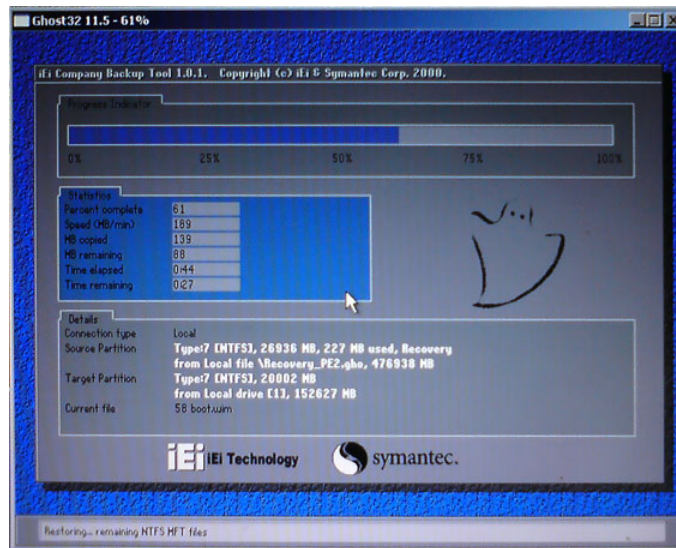 Ghost32 11.5 - 61%
iEi Company Backup Tool 1.0.1.   Copyright (c) iEi & Symantec Corp, 2000.
Progress Indicator
0% 25% 50% 75% 100%
Statistics
Percent complete 61
Speed (MB/min) 189
MB copied 139
MB remaining 88
Time elapsed 0:44
Time remaining 0:27
Details
Connection type Local
Source Partition Type:7 [NTFS], 26936 MB, 227 MB used, Recovery
from Local file \Recovery_PE2.gho, 476938 MB
Target Partition Type:7 [NTFS], 20002 MB
from Local drive [1], 152627 MB
Current file 58 boot.wim
iEi iEi Technology symantec.
Restoring... remaining NTFS MFT files